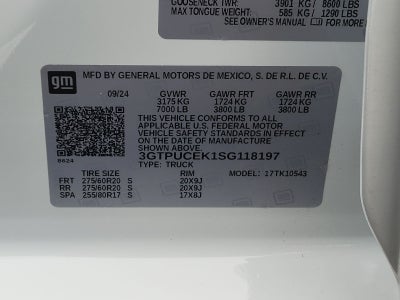 GOOSENECK TWR: 3901 KG / 8600 LBS
MAX TONGUE WEIGHT: 585 KG / 1290 LBS
SEE OWNER'S MANUAL
gm
MFD BY GENERAL MOTORS DE MEXICO, S. DE R.L. DE C.V.
09/24 GVWR GAWR FRT GAWR RR
3175 KG 1724 KG 1724 KG
7000 LB 3800 LB 3800 LB
THIS VEHICLE CONFORMS TO ALL
APPLICABLE U.S. FEDERAL MOTOR
VEHICLE SAFETY STANDARDS IN EFFECT ON
THE DATE OF MANUFACTURE SHOWN ABOVE.
3GTPUCEK1SG118197
8624 TYPE: TRUCK MODEL: 17TK10543
TIRE SIZE RIM
FRT 275/60R20 S 20X9J
RR 275/60R20 S 20X9J
SPA 255/80R17 S 17X8J